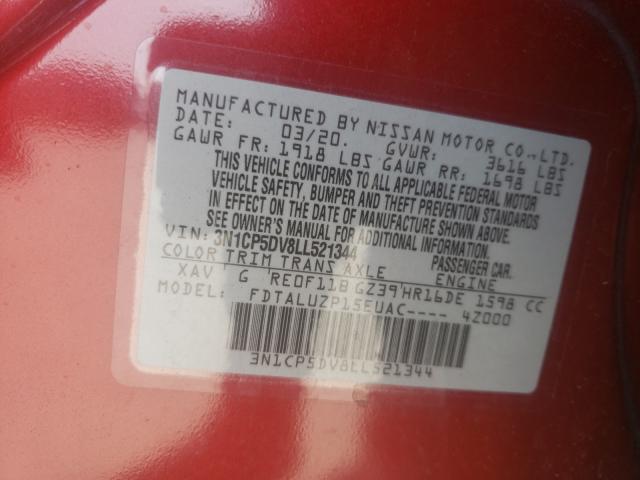 MANUFACTURED BY NISSAN MOTOR CO.,LTD.
DATE: 03/20. GVWR: 3616 LBS
GAWR FR: 1918 LBS GAWR RR: 1698 LBS
THIS VEHICLE CONFORMS TO ALL APPLICABLE FEDERAL MOTOR
VEHICLE SAFETY, BUMPER AND THEFT PREVENTION STANDARDS
IN EFFECT ON THE DATE OF MANUFACTURE SHOWN ABOVE.
SEE OWNER'S MANUAL FOR ADDITIONAL INFORMATION.
VIN: 3N1CP5DV8LL521344 PASSENGER CAR.
COLOR TRIM TRANS AXLE ENGINE
XAV G RE0F11B GZ39 HR16DE 1598 CC
FDTALUZP15EUAC---- 4Z000
3N1CP5DV8LL521344